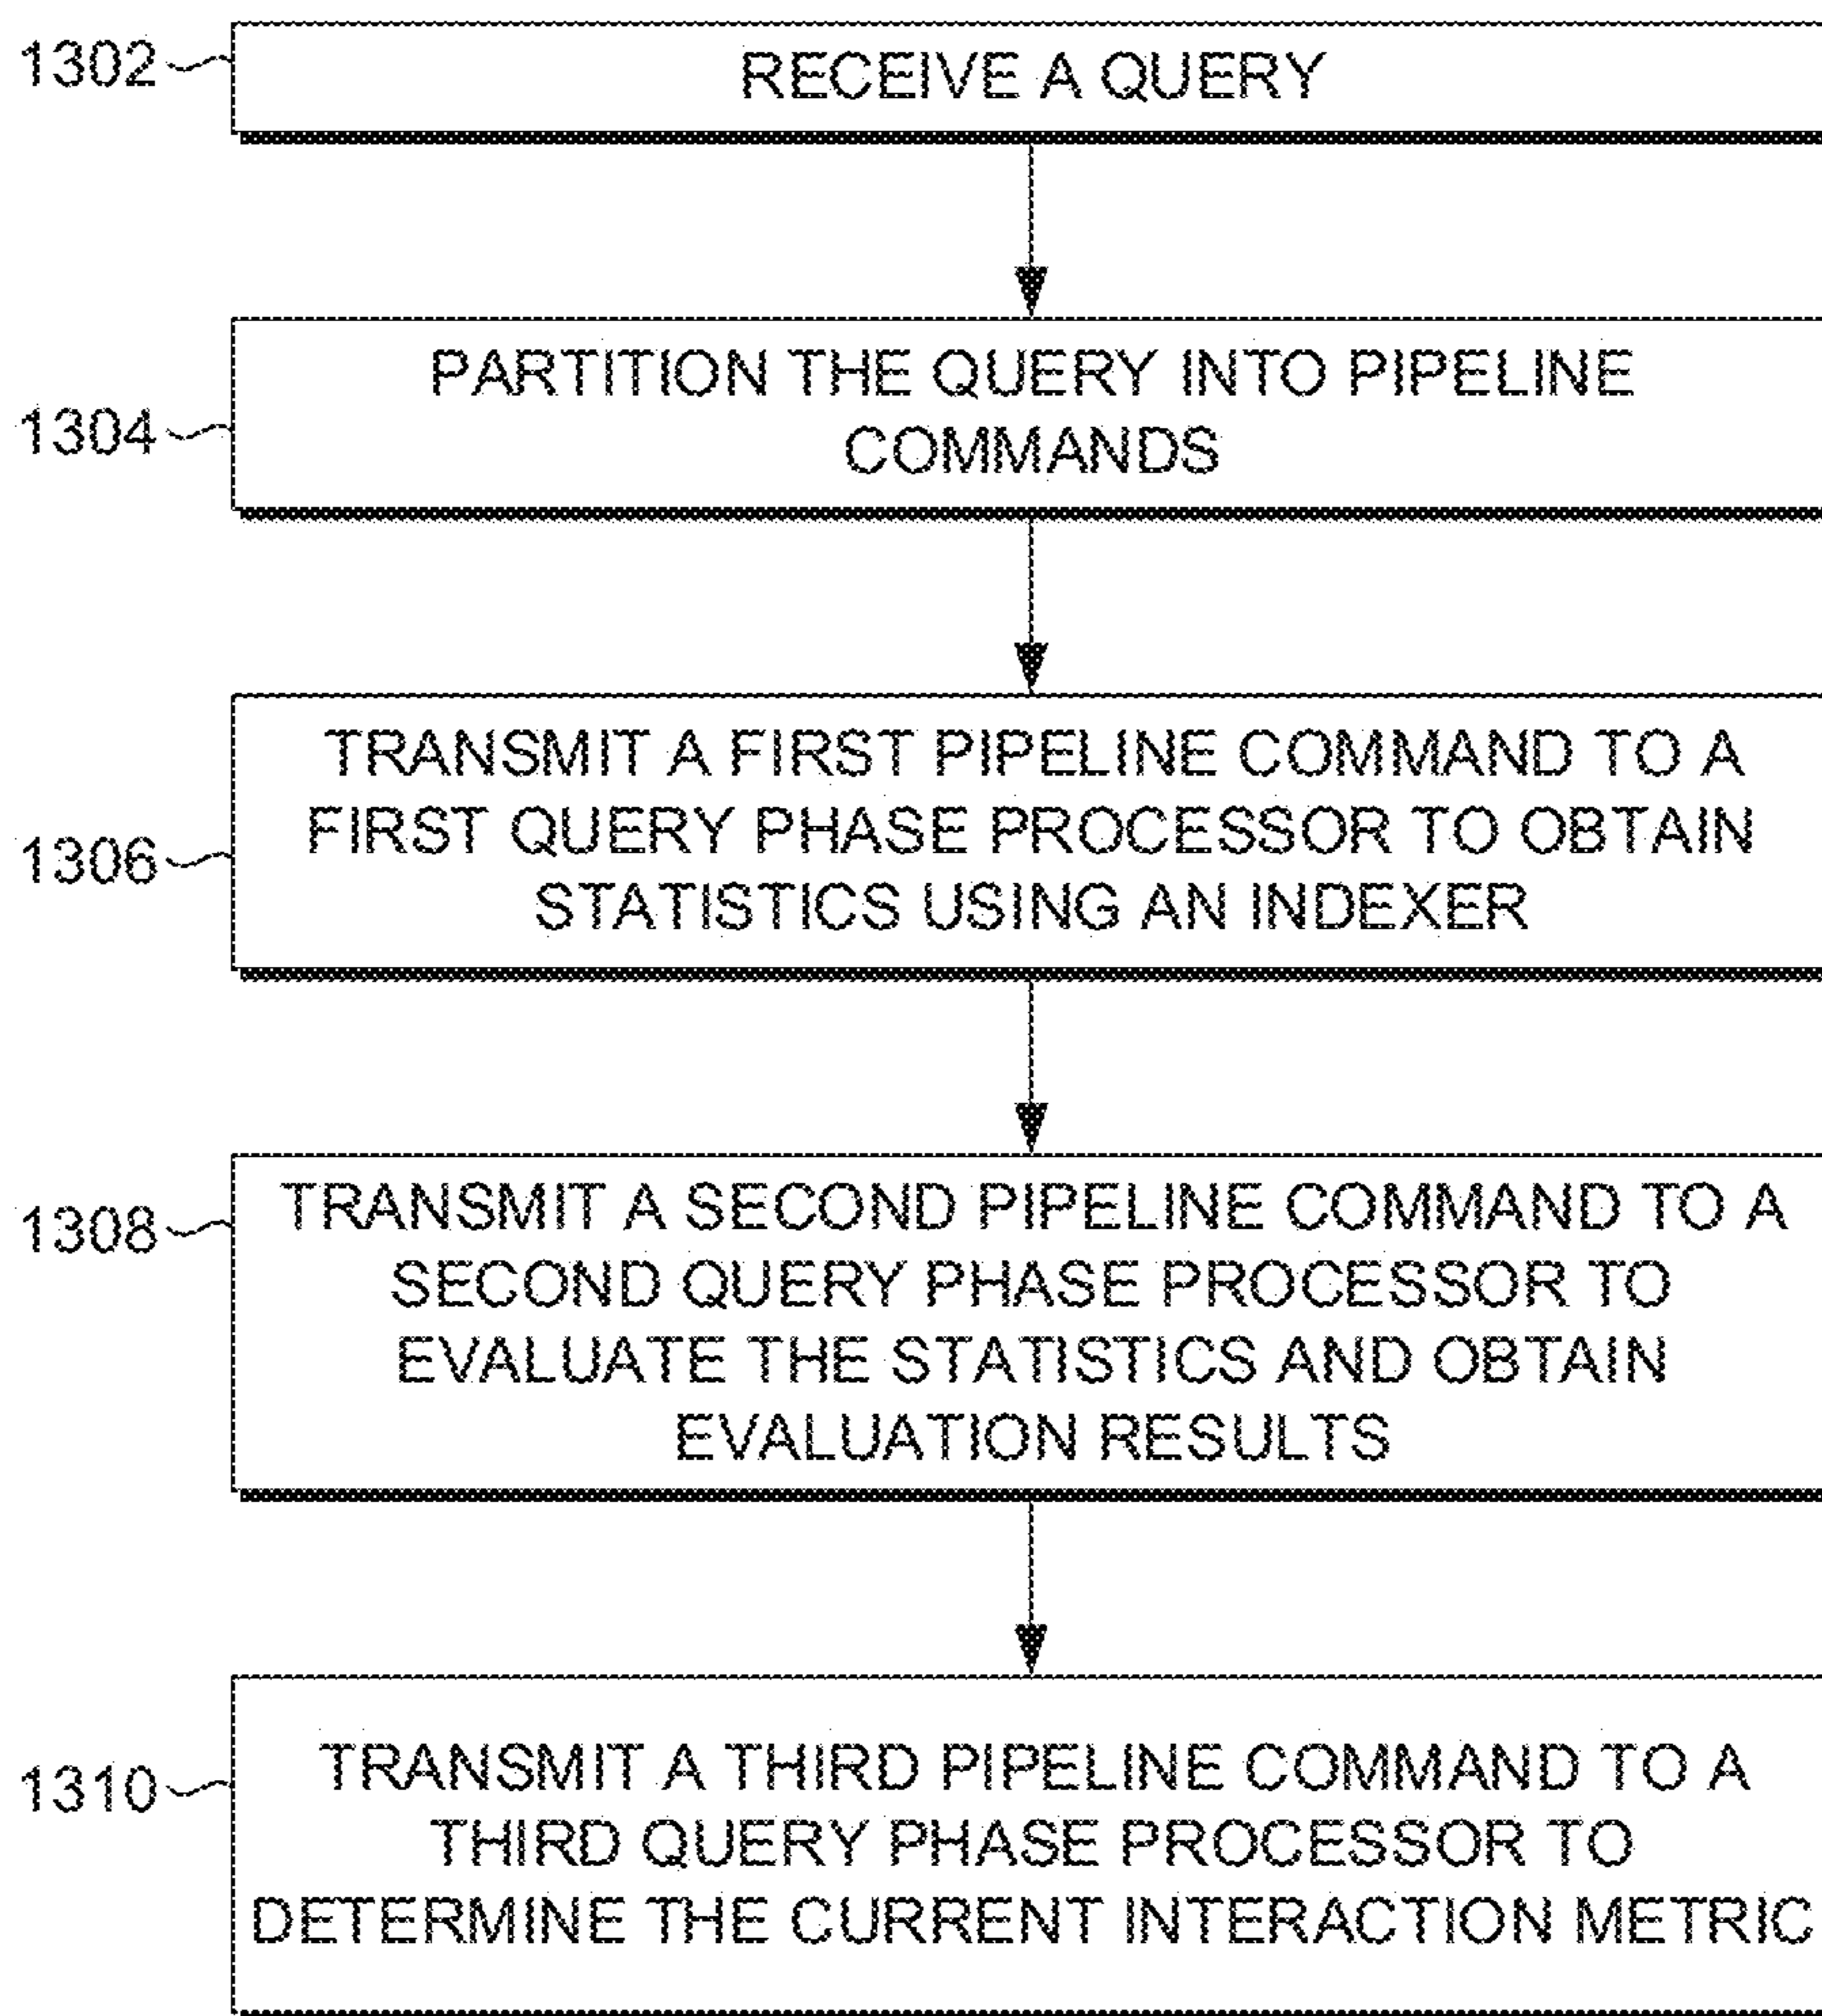 1302
RECEIVE A QUERY
PARTITION THE QUERY INTO PIPELINE
1304
COMMANDS
TRANSMIT A FIRST PIPELINE COMMAND TO A
FIRST QUERY PHASE PROCESSOR TO OBTAIN
1306
STATISTICS USING AN INDEXER
1308
TRANSMIT A SECOND PIPELINE COMMAND TO A
SECOND QUERY PHASE PROCESSOR TO
EVALUATE THE STATISTICS AND OBTAIN
EVALUATION RESULTS
1310
TRANSMIT A THIRD PIPELINE COMMAND TO A
THIRD QUERY PHASE PROCESSOR TO
DETERMINE THE CURRENT INTERACTION METRIC